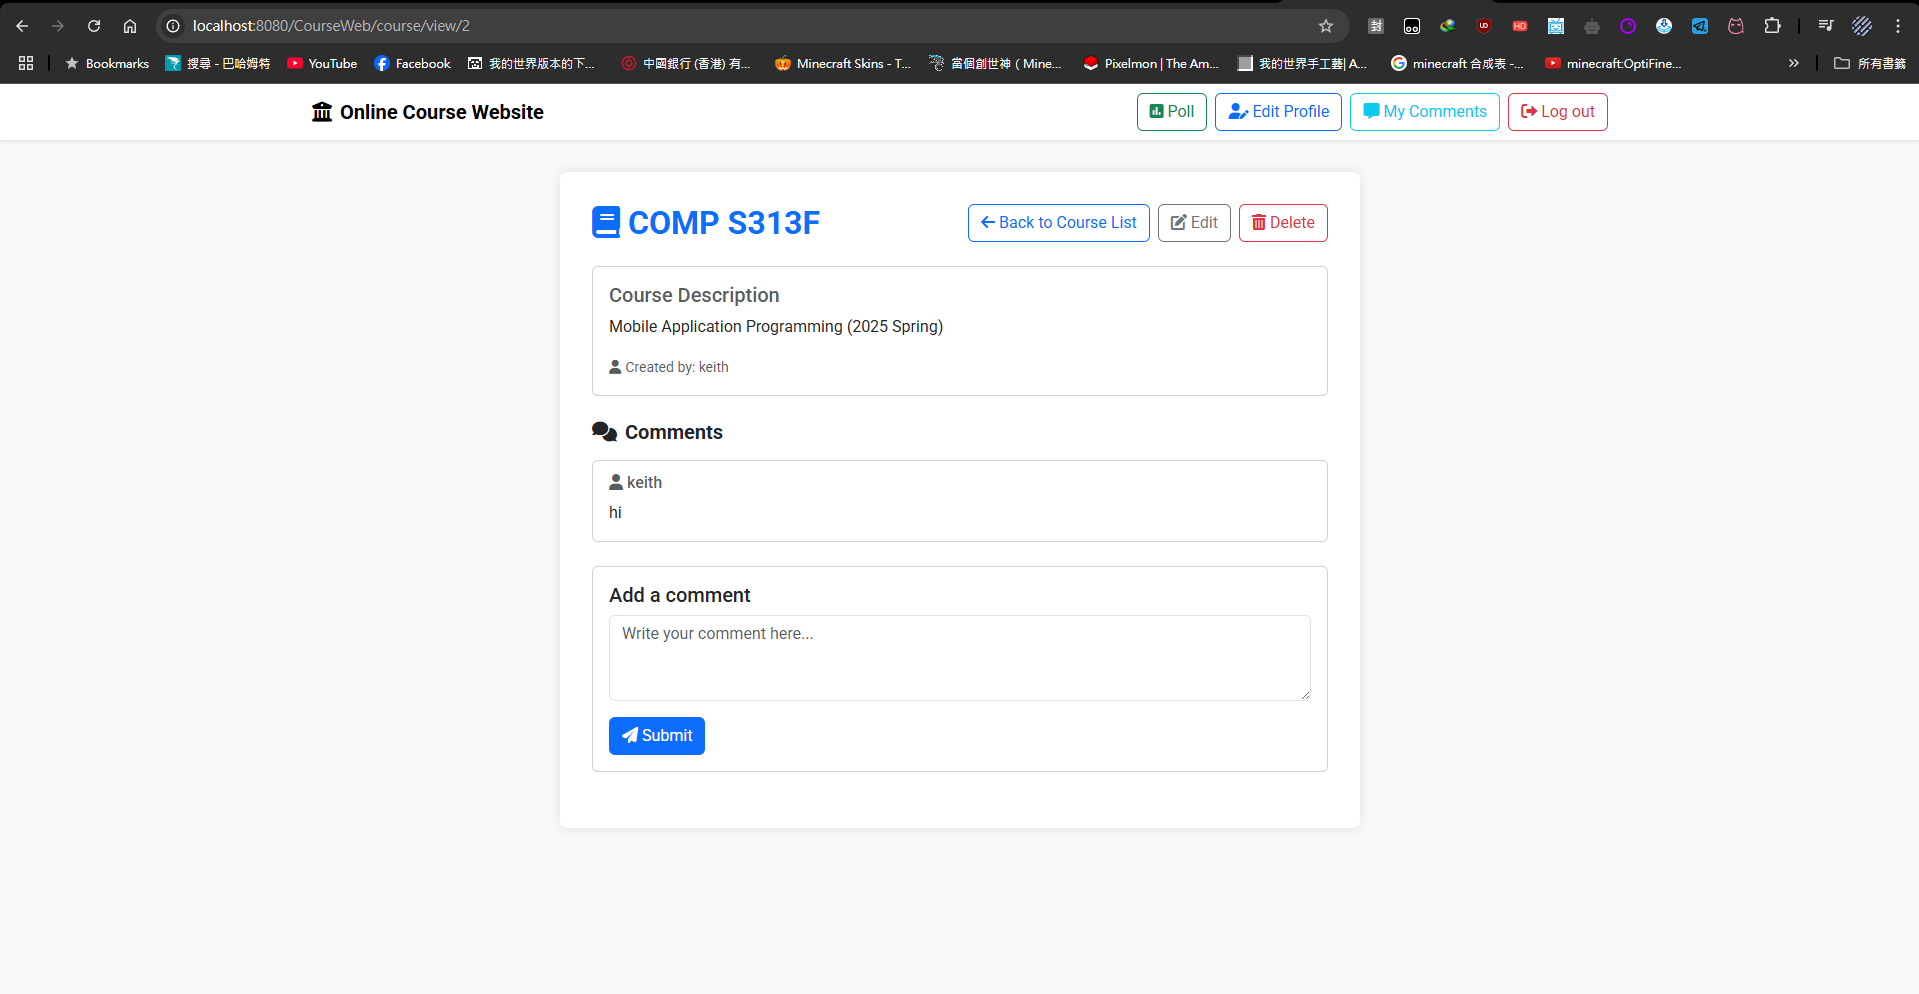 localhost:8080/CourseWeb/course/view/2
Bookmarks 搜尋 - 巴哈姆特 YouTube Facebook 我的世界版本的下... 中國銀行 (香港) 有... Minecraft Skins - T... 當個創世神 ( Mine... Pixelmon | The Am... 我的世界手工藝| A... minecraft 合成表 -... minecraft:OptiFine... » 所有書籤
Online Course Website Poll Edit Profile My Comments Log out
COMP S313F Back to Course List Edit Delete
Course Description
Mobile Application Programming (2025 Spring)
Created by: keith
Comments
keith
hi
Add a comment
Write your comment here...
Submit